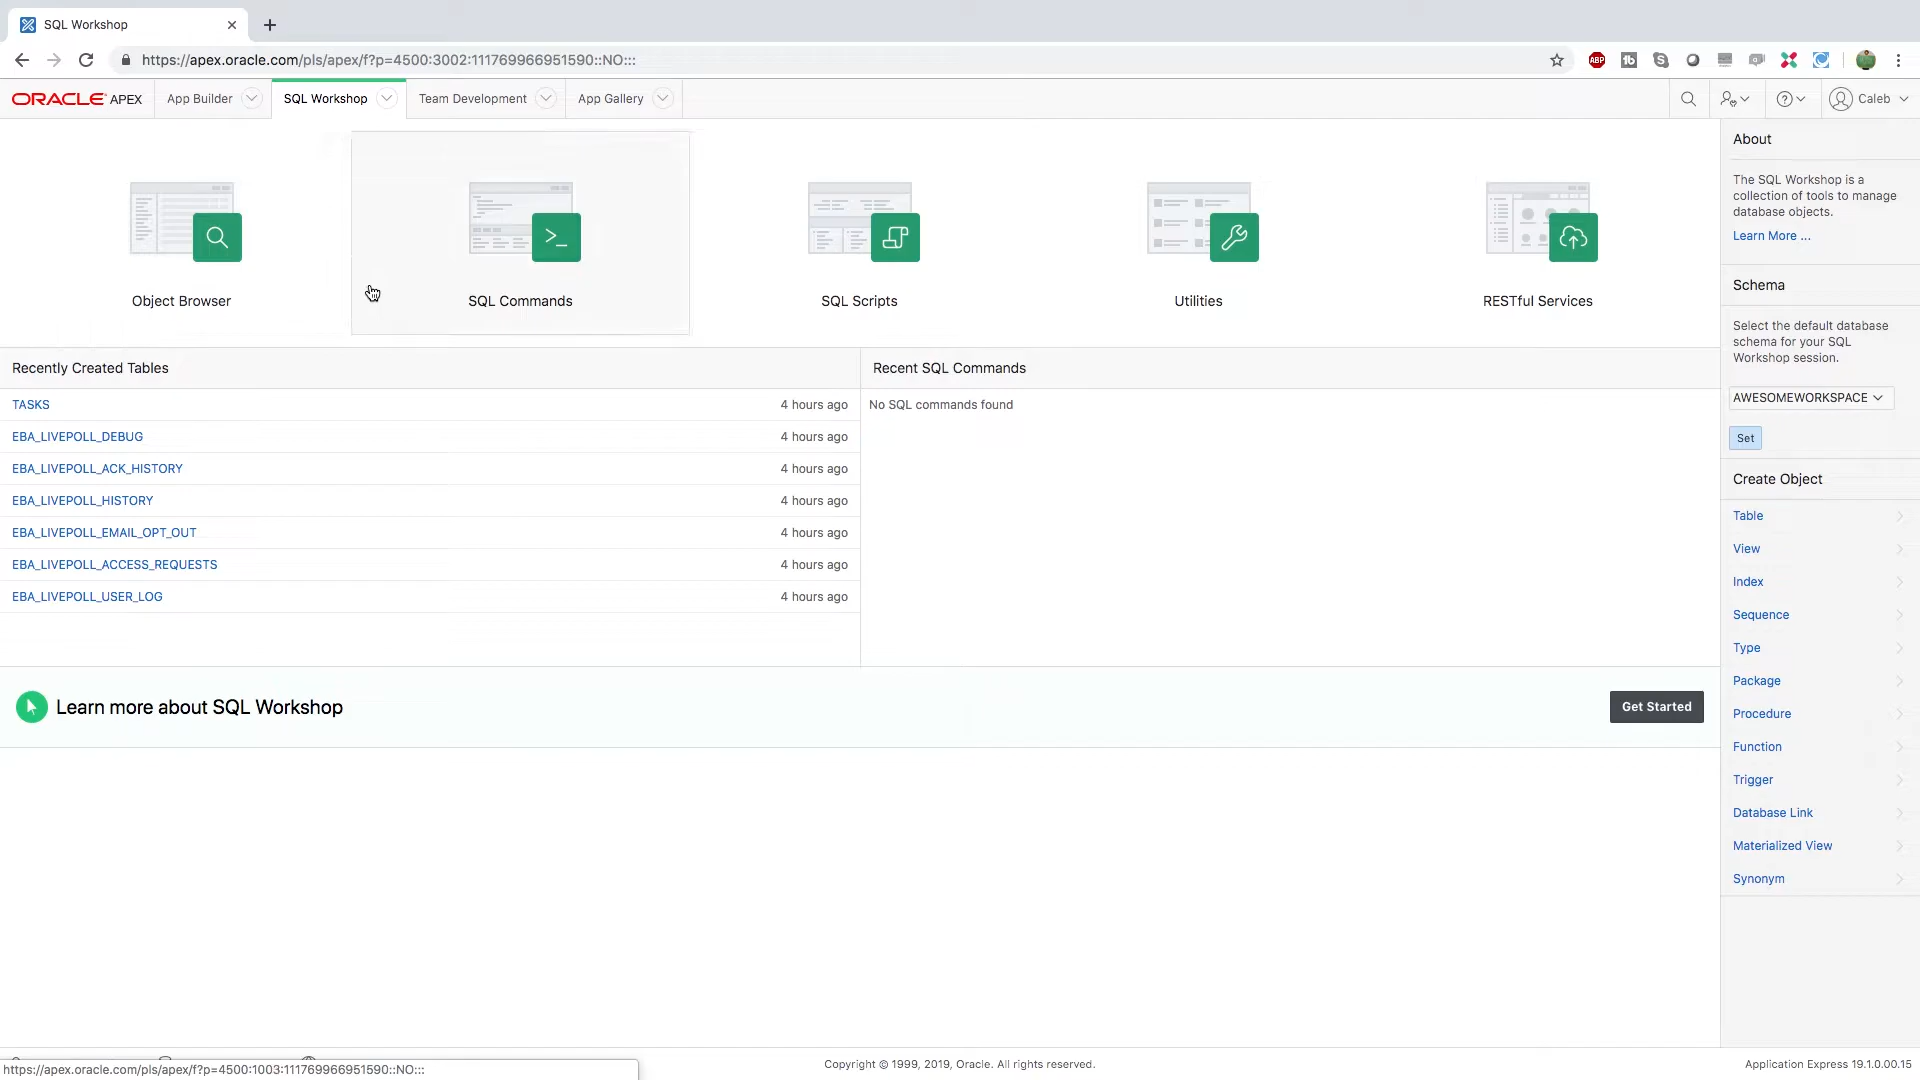 SQL Workshop
https://apex.oracle.com/pls/apex/f?p=4500:3002:111769966951590::NO:::
ABP
ORACLE APEX
App Builder
SQL Workshop
Team Development
App Gallery
Caleb
Object Browser
SQL Commands
SQL Scripts
Utilities
RESTful Services
Recently Created Tables
TASKS 4 hours ago
EBA_LIVEPOLL_DEBUG 4 hours ago
EBA_LIVEPOLL_ACK_HISTORY 4 hours ago
EBA_LIVEPOLL_HISTORY 4 hours ago
EBA_LIVEPOLL_EMAIL_OPT_OUT 4 hours ago
EBA_LIVEPOLL_ACCESS_REQUESTS 4 hours ago
EBA_LIVEPOLL_USER_LOG 4 hours ago
Recent SQL Commands
No SQL commands found
Learn more about SQL Workshop
Get Started
About
The SQL Workshop is a
collection of tools to manage
database objects.
Learn More ...
Schema
Select the default database
schema for your SQL
Workshop session.
AWESOMEWORKSPACE
Set
Create Object
Table
View
Index
Sequence
Type
Package
Procedure
Function
Trigger
Database Link
Materialized View
Synonym
https://apex.oracle.com/pls/apex/f?p=4500:1003:111769966951590::NO:::
Copyright © 1999, 2019, Oracle. All rights reserved.
Application Express 19.1.0.00.15